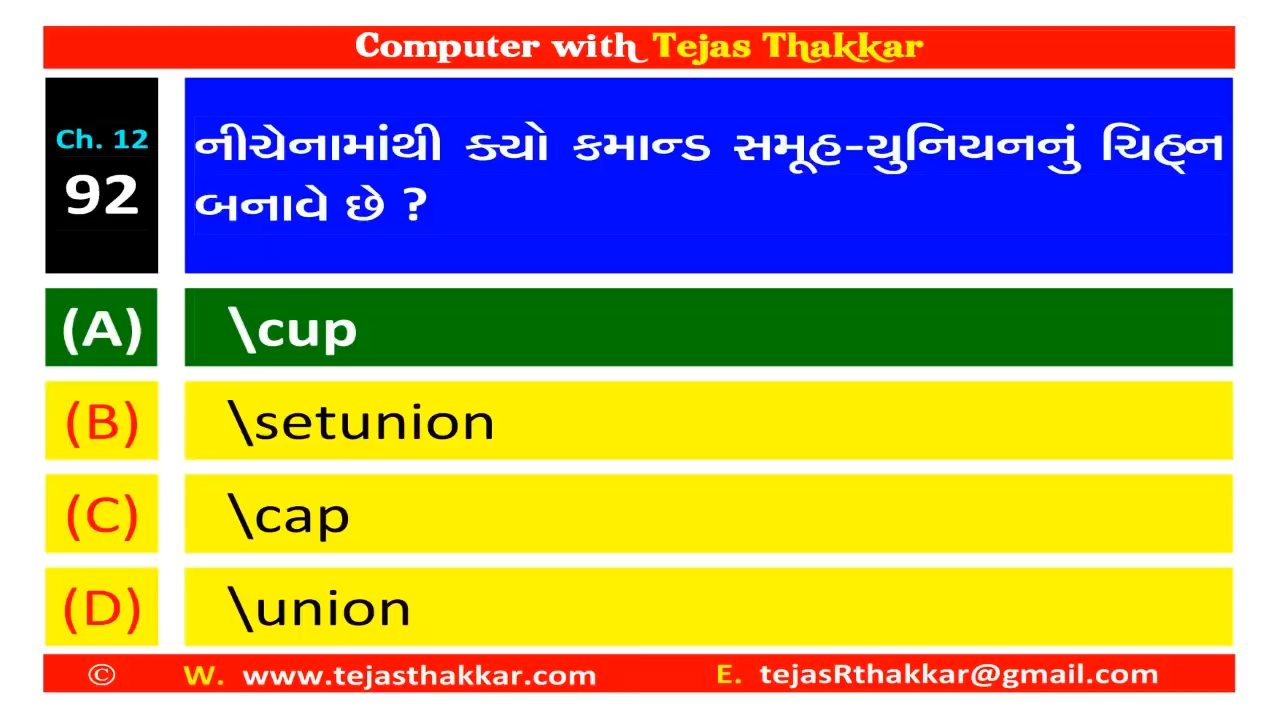 Computer with Tejas Thakkar
Ch. 12
92
નીચેનામાંથી ક્યો કમાન્ડ સમૂહ-યુનિયનનું ચિહ્ન
બનાવે છે ?
(A) \cup
(B) \setunion
(C) \cap
(D) \union
© W. www.tejasthakkar.com E. tejasRthakkar@gmail.com